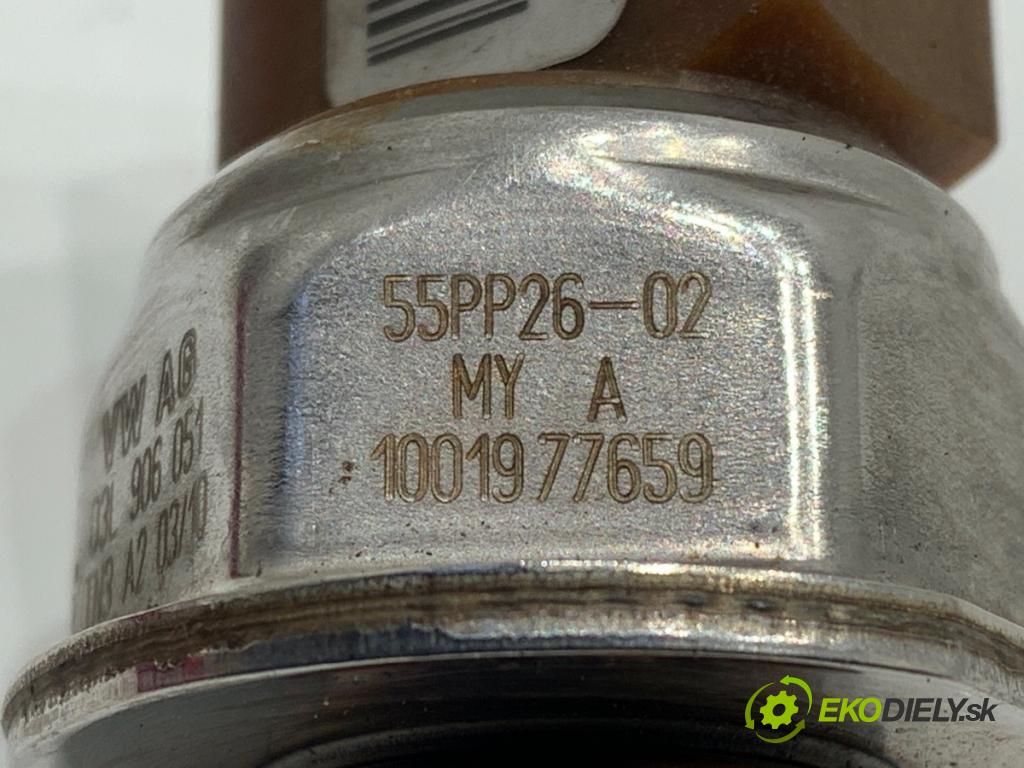 55PP26-02
MY A
1001977659
VW AG
03L 906 051
A2 03/10
EKODIELY.sk